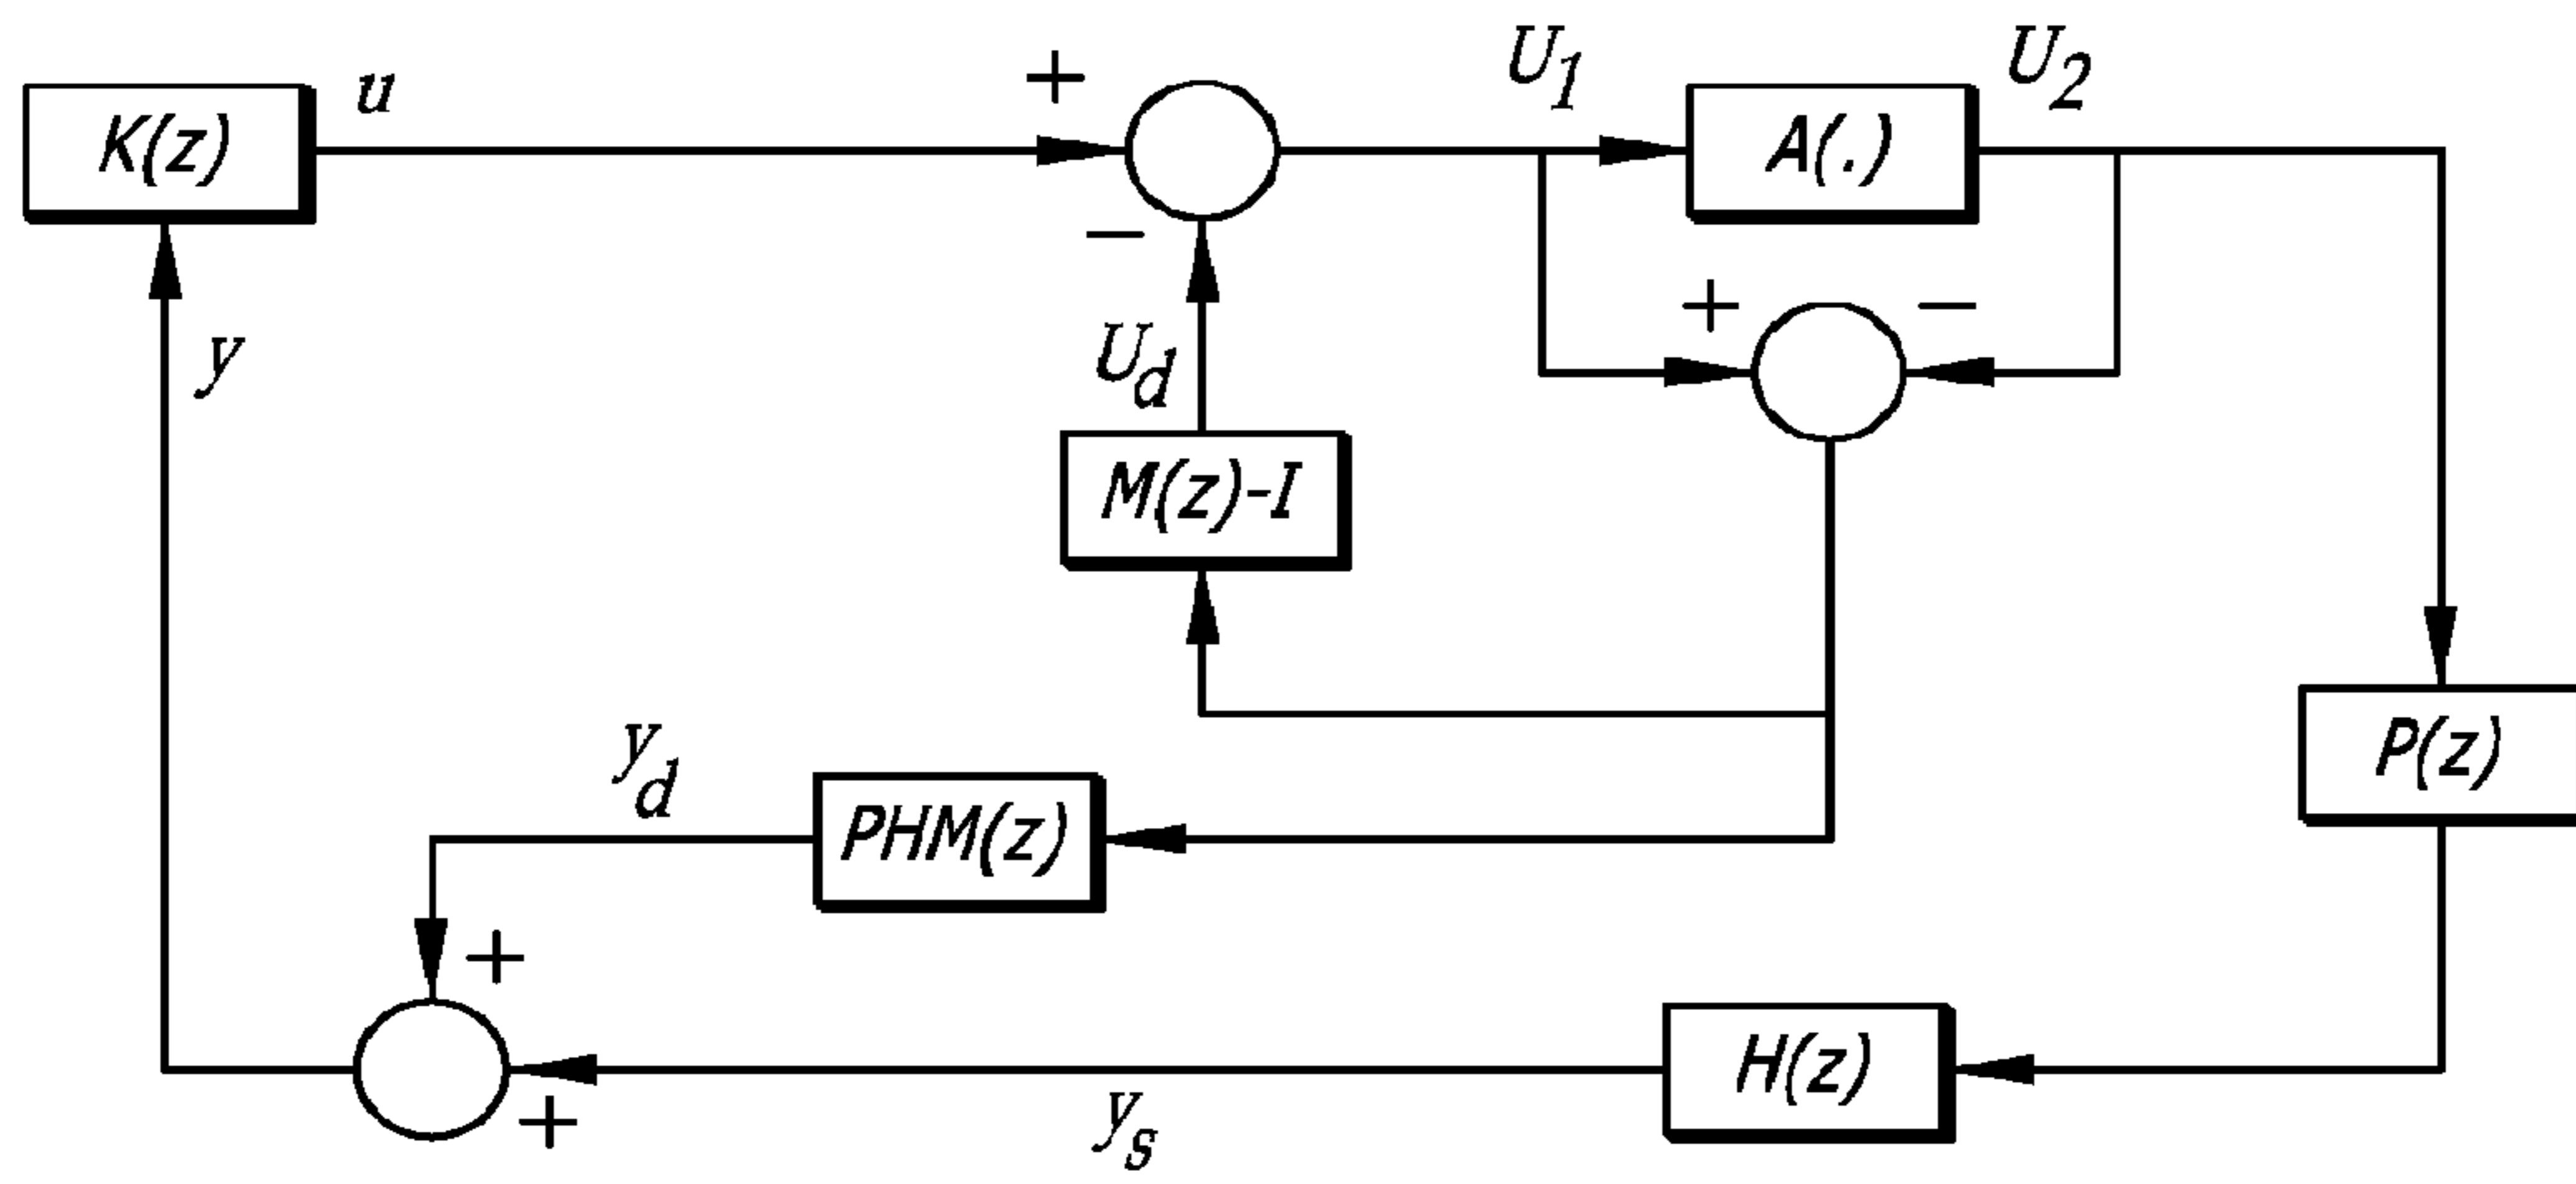 K(z)
u
+
−
U1
A(.)
U2
+
−
y
Ud
M(z)-I
P(z)
yd
PHM(z)
+
H(z)
+
ys